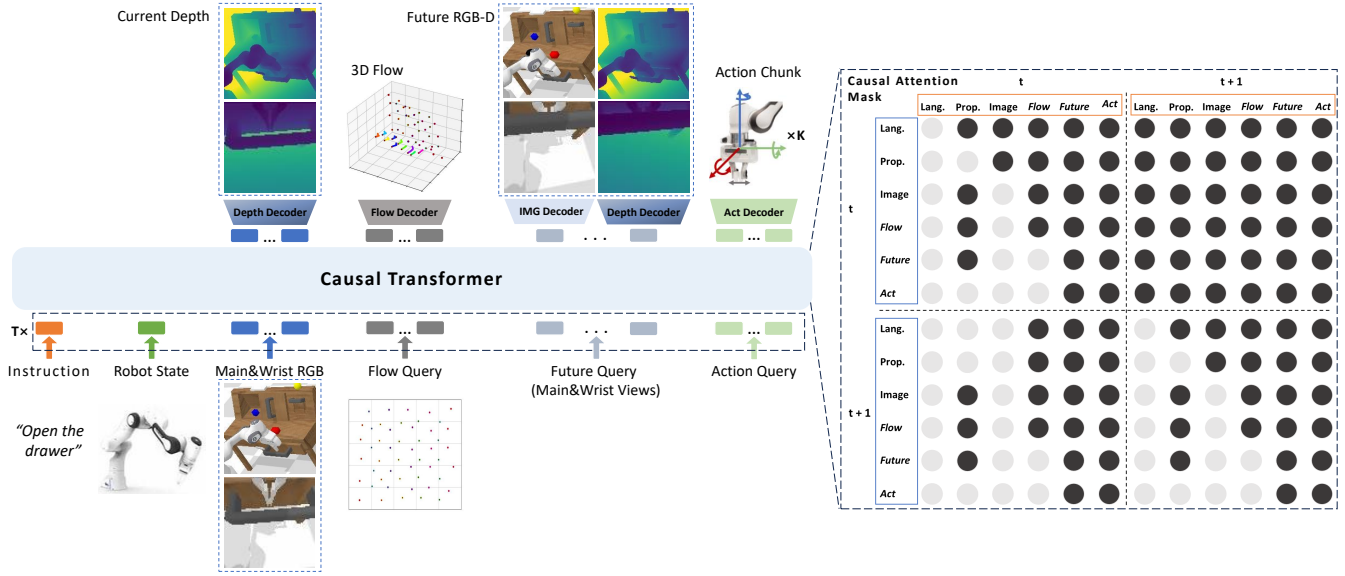 Current Depth
Future RGB-D
3D Flow
Action Chunk
×K
Depth Decoder
Flow Decoder
IMG Decoder
Depth Decoder
Act Decoder
...
...
. . .
...
Causal Transformer
T×
...
...
. . .
...
Instruction
Robot State
Main&Wrist RGB
Flow Query
Future Query
(Main&Wrist Views)
Action Query
“Open the
drawer”
Causal Attention
Mask
t
t + 1
Lang. Prop. Image Flow Future Act
Lang. Prop. Image Flow Future Act
t
Lang.
Prop.
Image
Flow
Future
Act
t + 1
Lang.
Prop.
Image
Flow
Future
Act